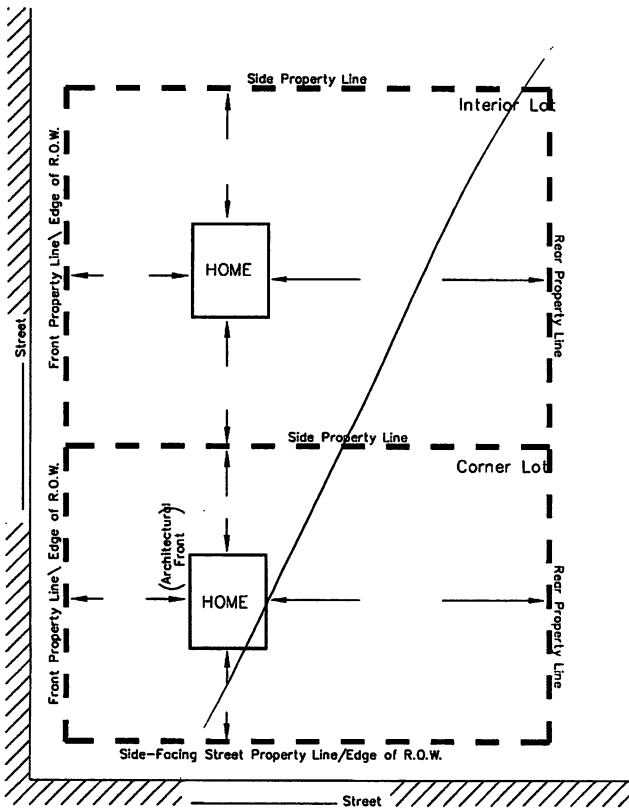 Side Property Line
Interior Lot
Front Property Line\ Edge of R.O.W.
HOME
Rear Property Line
Street
Side Property Line
Corner Lot
Front Property Line\ Edge of R.O.W.
(Architectural)
Front
HOME
Rear Property Line
Side-Facing Street Property Line/Edge of R.O.W.
Street